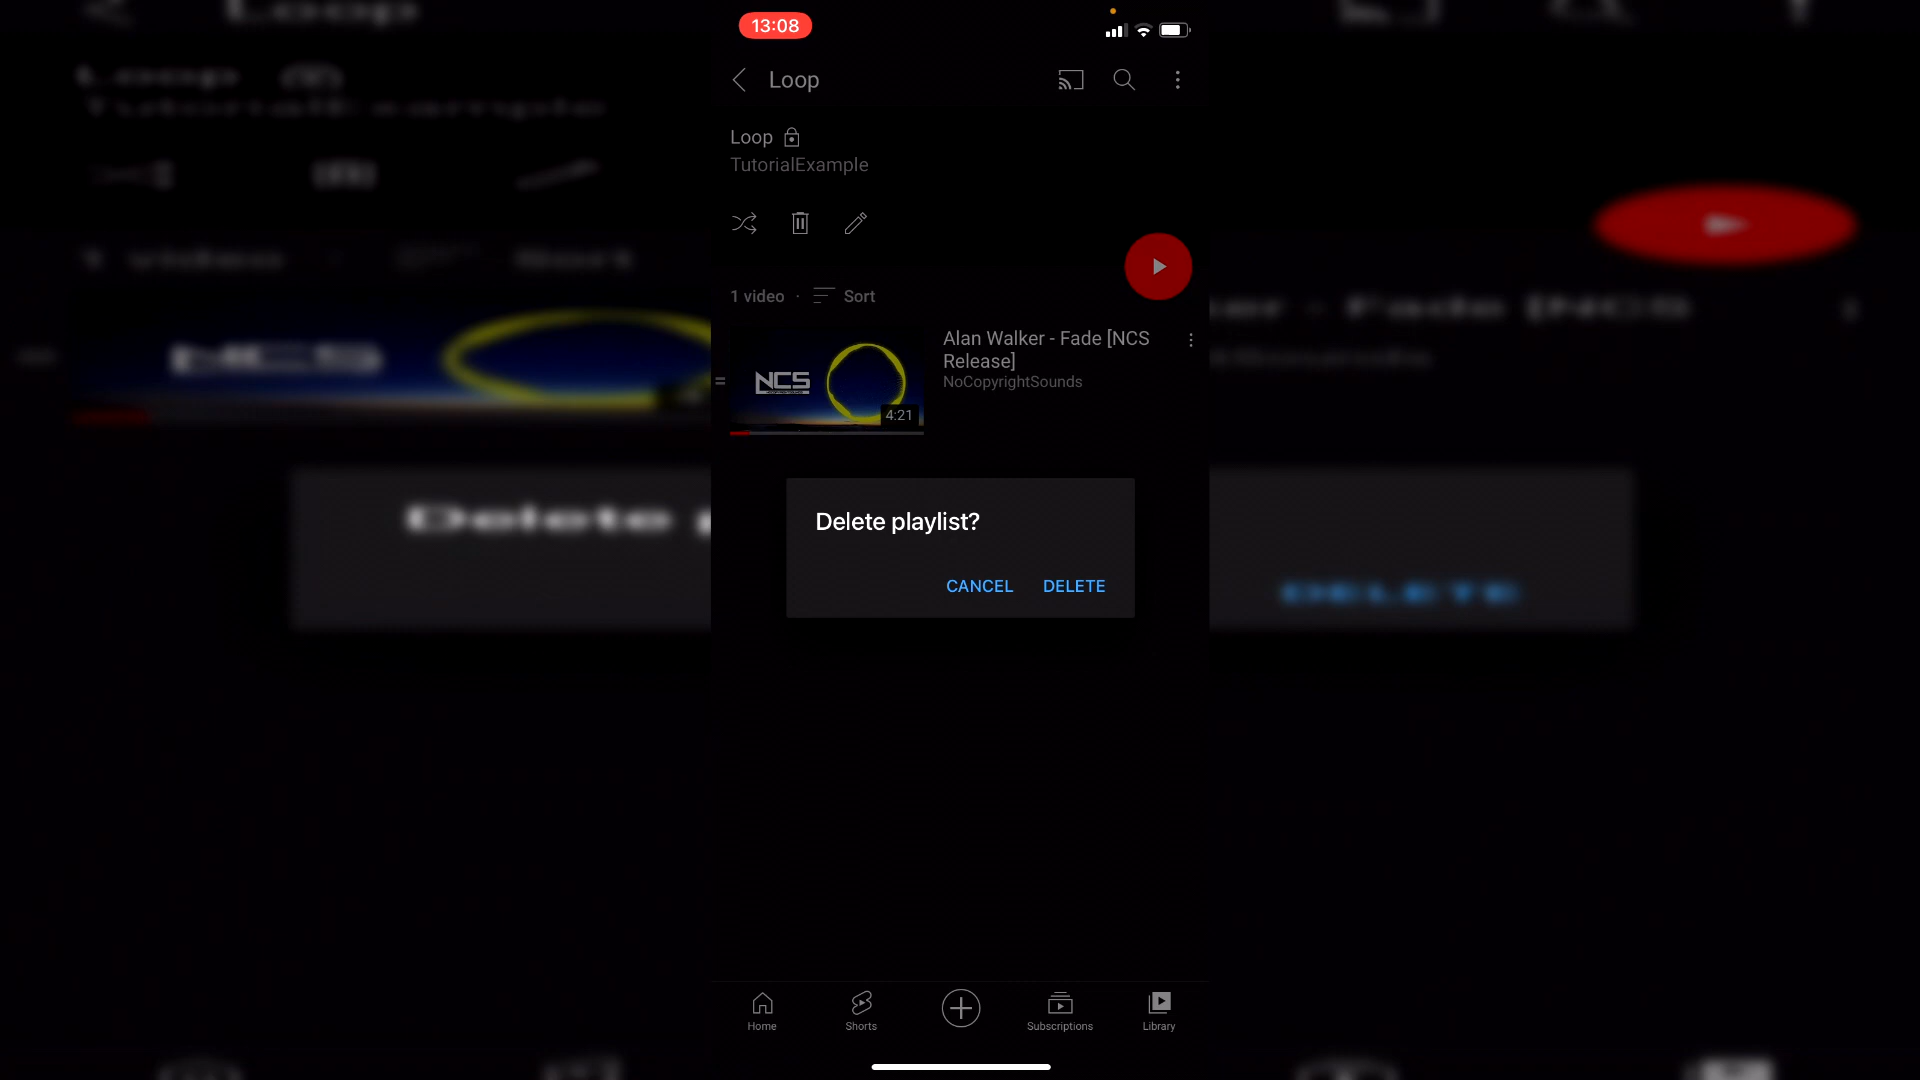 13:08
Loop
Loop
TutorialExample
1 video · Sort
Alan Walker - Fade [NCS
Release]
NoCopyrightSounds
NCS
4:21
Delete playlist?
CANCEL DELETE
Home Shorts Subscriptions Library